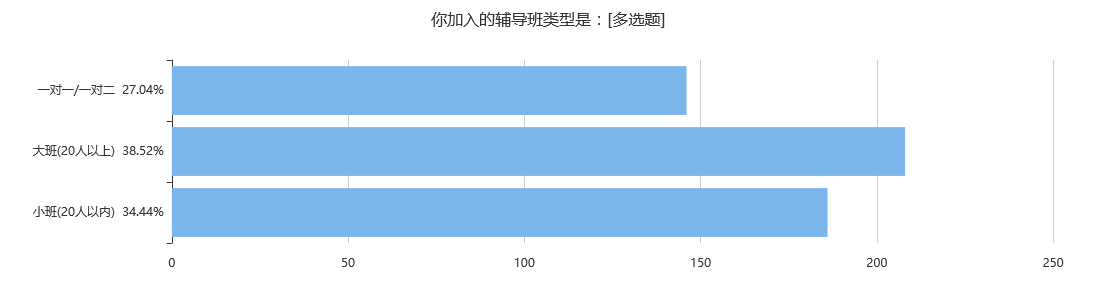 你加入的辅导班类型是：[多选题]
一对一/一对二 27.04%
大班(20人以上) 38.52%
小班(20人以内) 34.44%
0 50 100 150 200 250